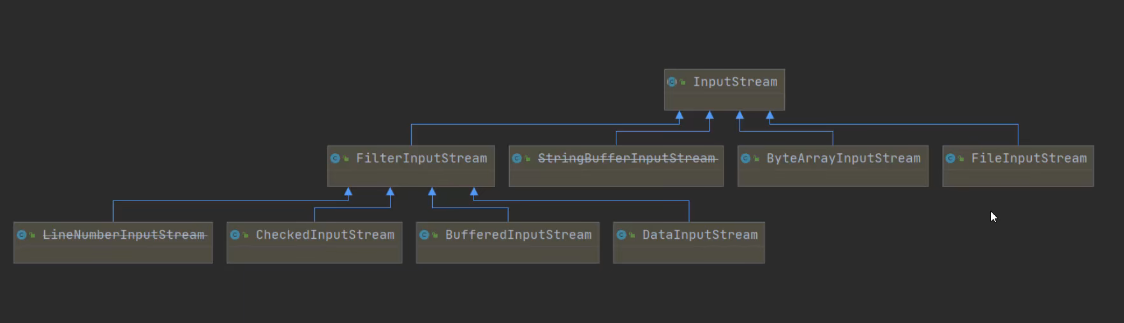 InputStream
FilterInputStream
StringBufferInputStream
ByteArrayInputStream
FileInputStream
LineNumberInputStream
CheckedInputStream
BufferedInputStream
DataInputStream